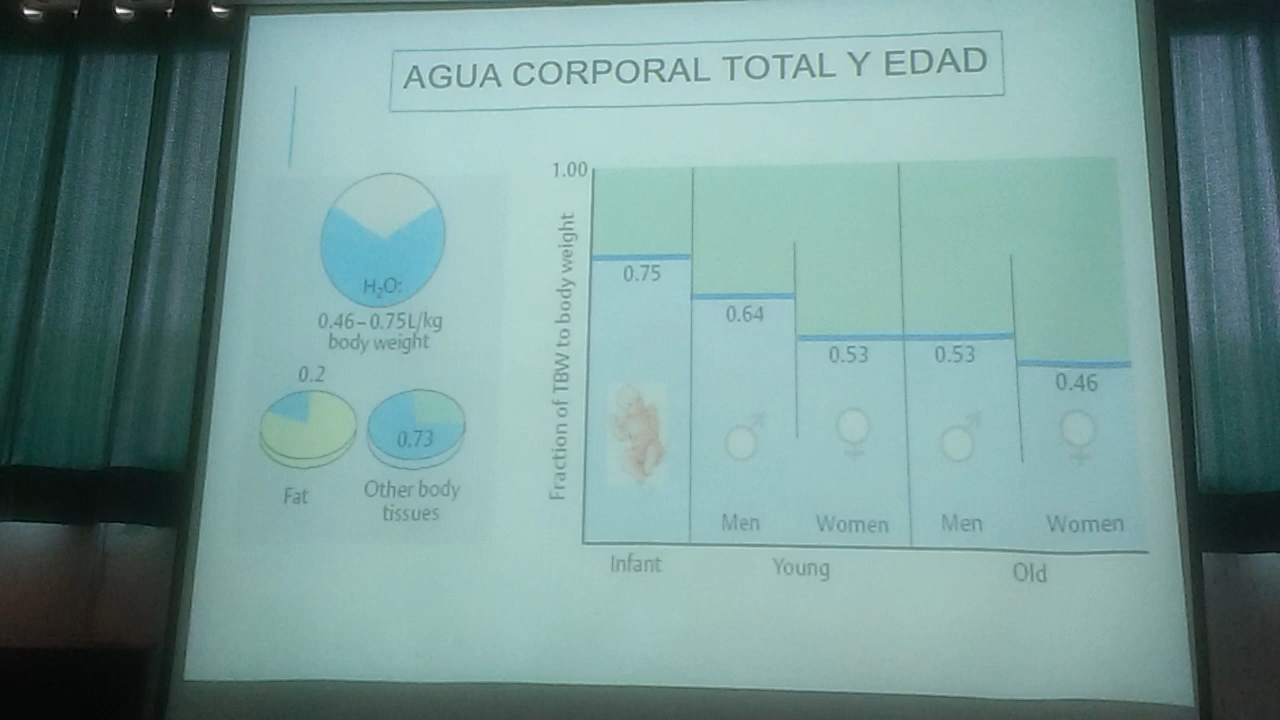 AGUA CORPORAL TOTAL Y EDAD
H₂O:
0.46–0.75L/kg
body weight
0.2
0.73
Fat
Other body
tissues
1.00
Fraction of TBW to body weight
0.75
0.64
0.53
0.53
0.46
Men
Women
Men
Women
Infant
Young
Old